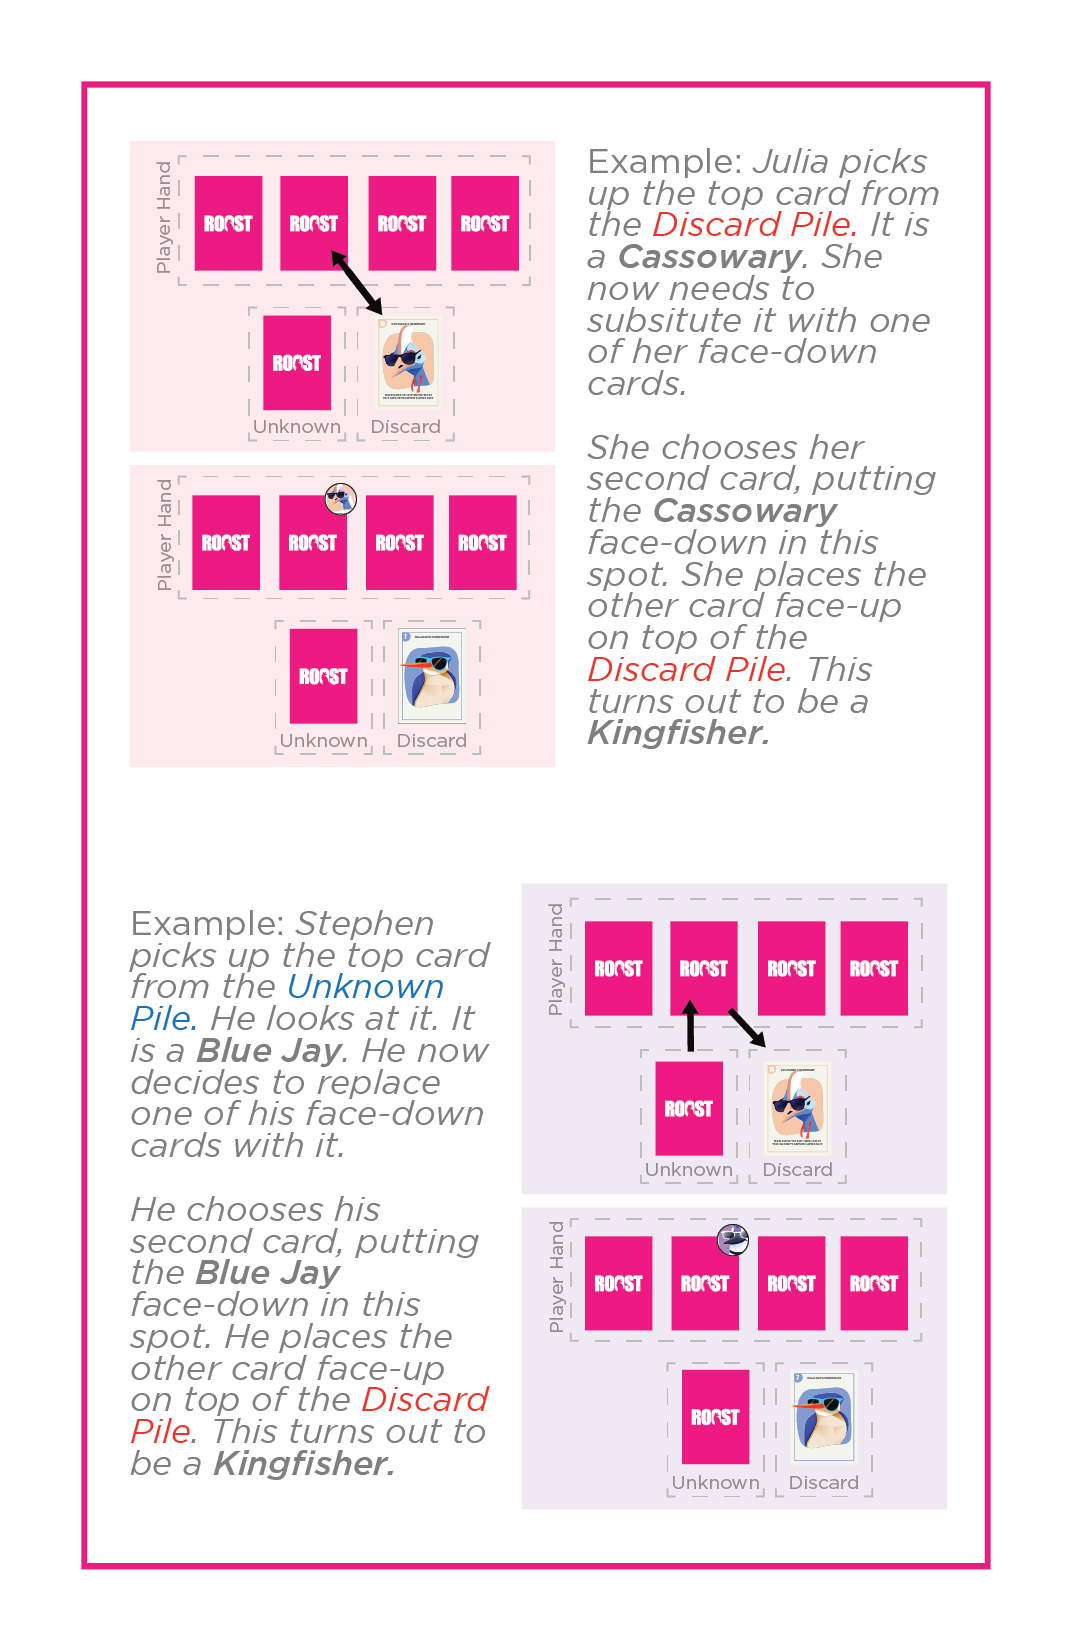 Player Hand
ROOST ROOST ROOST ROOST
ROOST
Unknown Discard
Player Hand
ROOST ROOST ROOST ROOST
ROOST
Unknown Discard
Example: Julia picks
up the top card from
the Discard Pile. It is
a Cassowary. She
now needs to
subsitute it with one
of her face-down
cards.
She chooses her
second card, putting
the Cassowary
face-down in this
spot. She places the
other card face-up
on top of the
Discard Pile. This
turns out to be a
Kingfisher.
Example: Stephen
picks up the top card
from the Unknown
Pile. He looks at it. It
is a Blue Jay. He now
decides to replace
one of his face-down
cards with it.
He chooses his
second card, putting
the Blue Jay
face-down in this
spot. He places the
other card face-up
on top of the Discard
Pile. This turns out to
be a Kingfisher.
Player Hand
ROOST ROOST ROOST ROOST
ROOST
Unknown Discard
Player Hand
ROOST ROOST ROOST ROOST
ROOST
Unknown Discard